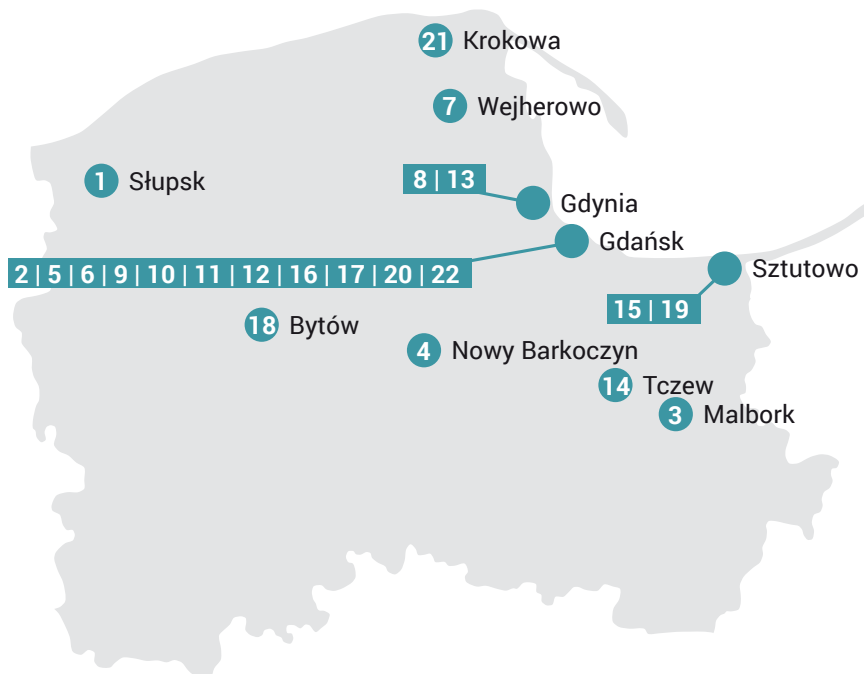 21 Krokowa
7 Wejherowo
1 Słupsk
8 | 13
Gdynia
Gdańsk
2 | 5 | 6 | 9 | 10 | 11 | 12 | 16 | 17 | 20 | 22
Sztutowo
15 | 19
18 Bytów
4 Nowy Barkoczyn
14 Tczew
3 Malbork